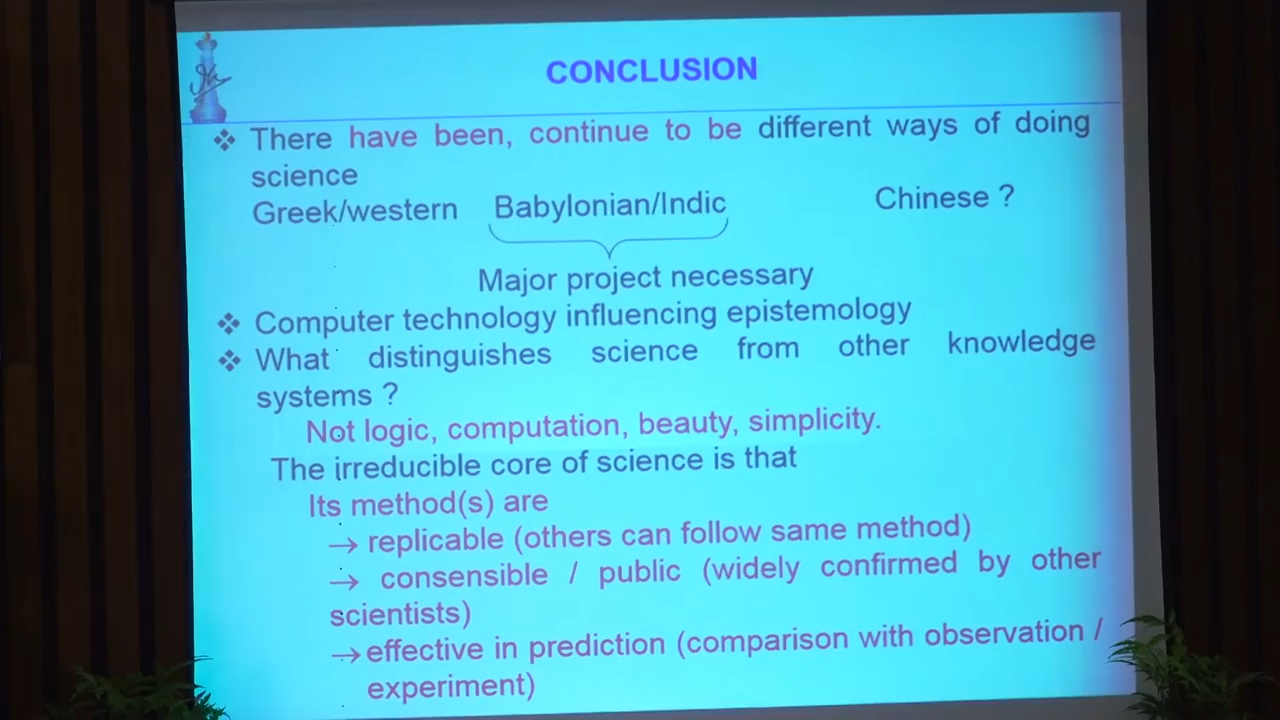 CONCLUSION
❖ There have been, continue to be different ways of doing
science
Greek/western Babylonian/Indic Chinese ?
Major project necessary
❖ Computer technology influencing epistemology
❖ What distinguishes science from other knowledge
systems ?
Not logic, computation, beauty, simplicity.
The irreducible core of science is that
Its method(s) are
→ replicable (others can follow same method)
→ consensible / public (widely confirmed by other
scientists)
→ effective in prediction (comparison with observation /
experiment)